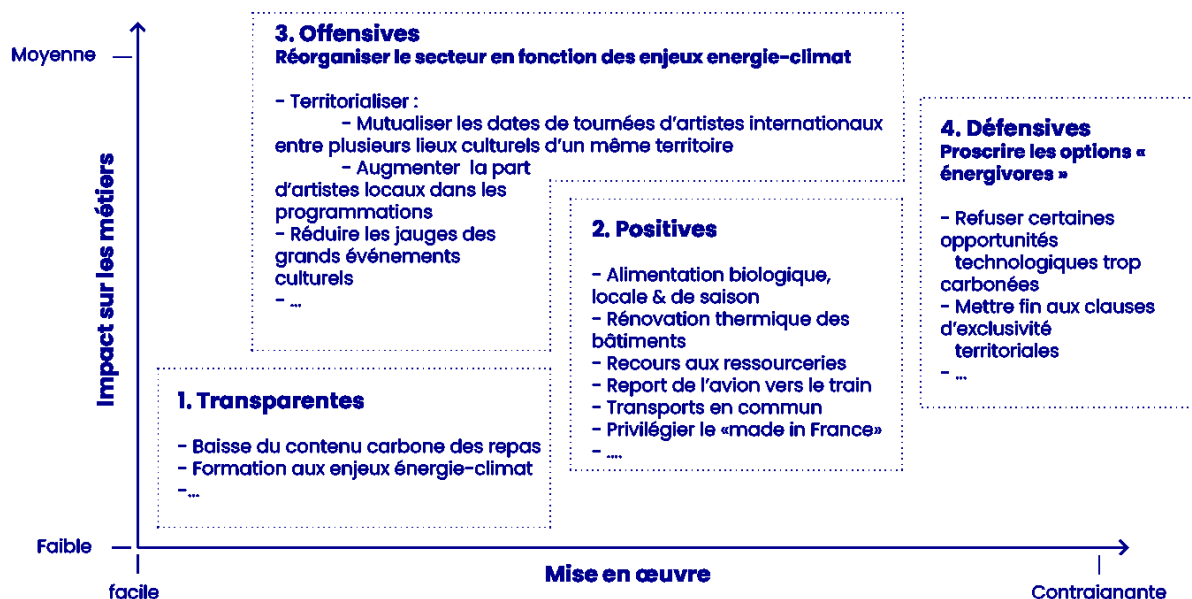 Moyenne
Impact sur les métiers
Faible
facile
Mise en œuvre
Contraianante
3. Offensives
Réorganiser le secteur en fonction des enjeux energie-climat
- Territorialiser :
- Mutualiser les dates de tournées d'artistes internationaux
entre plusieurs lieux culturels d'un même territoire
- Augmenter la part
d'artistes locaux dans les
programmations
- Réduire les jauges des
grands événements
culturels
- ...
4. Défensives
Proscrire les options «
énergivores »
- Refuser certaines
opportunités
technologiques trop
carbonées
- Mettre fin aux clauses
d'exclusivité
territoriales
- ...
2. Positives
- Alimentation biologique,
locale & de saison
- Rénovation thermique des
bâtiments
- Recours aux ressourceries
- Report de l'avion vers le train
- Transports en commun
- Privilégier le «made in France»
- ....
1. Transparentes
- Baisse du contenu carbone des repas
- Formation aux enjeux énergie-climat
-...